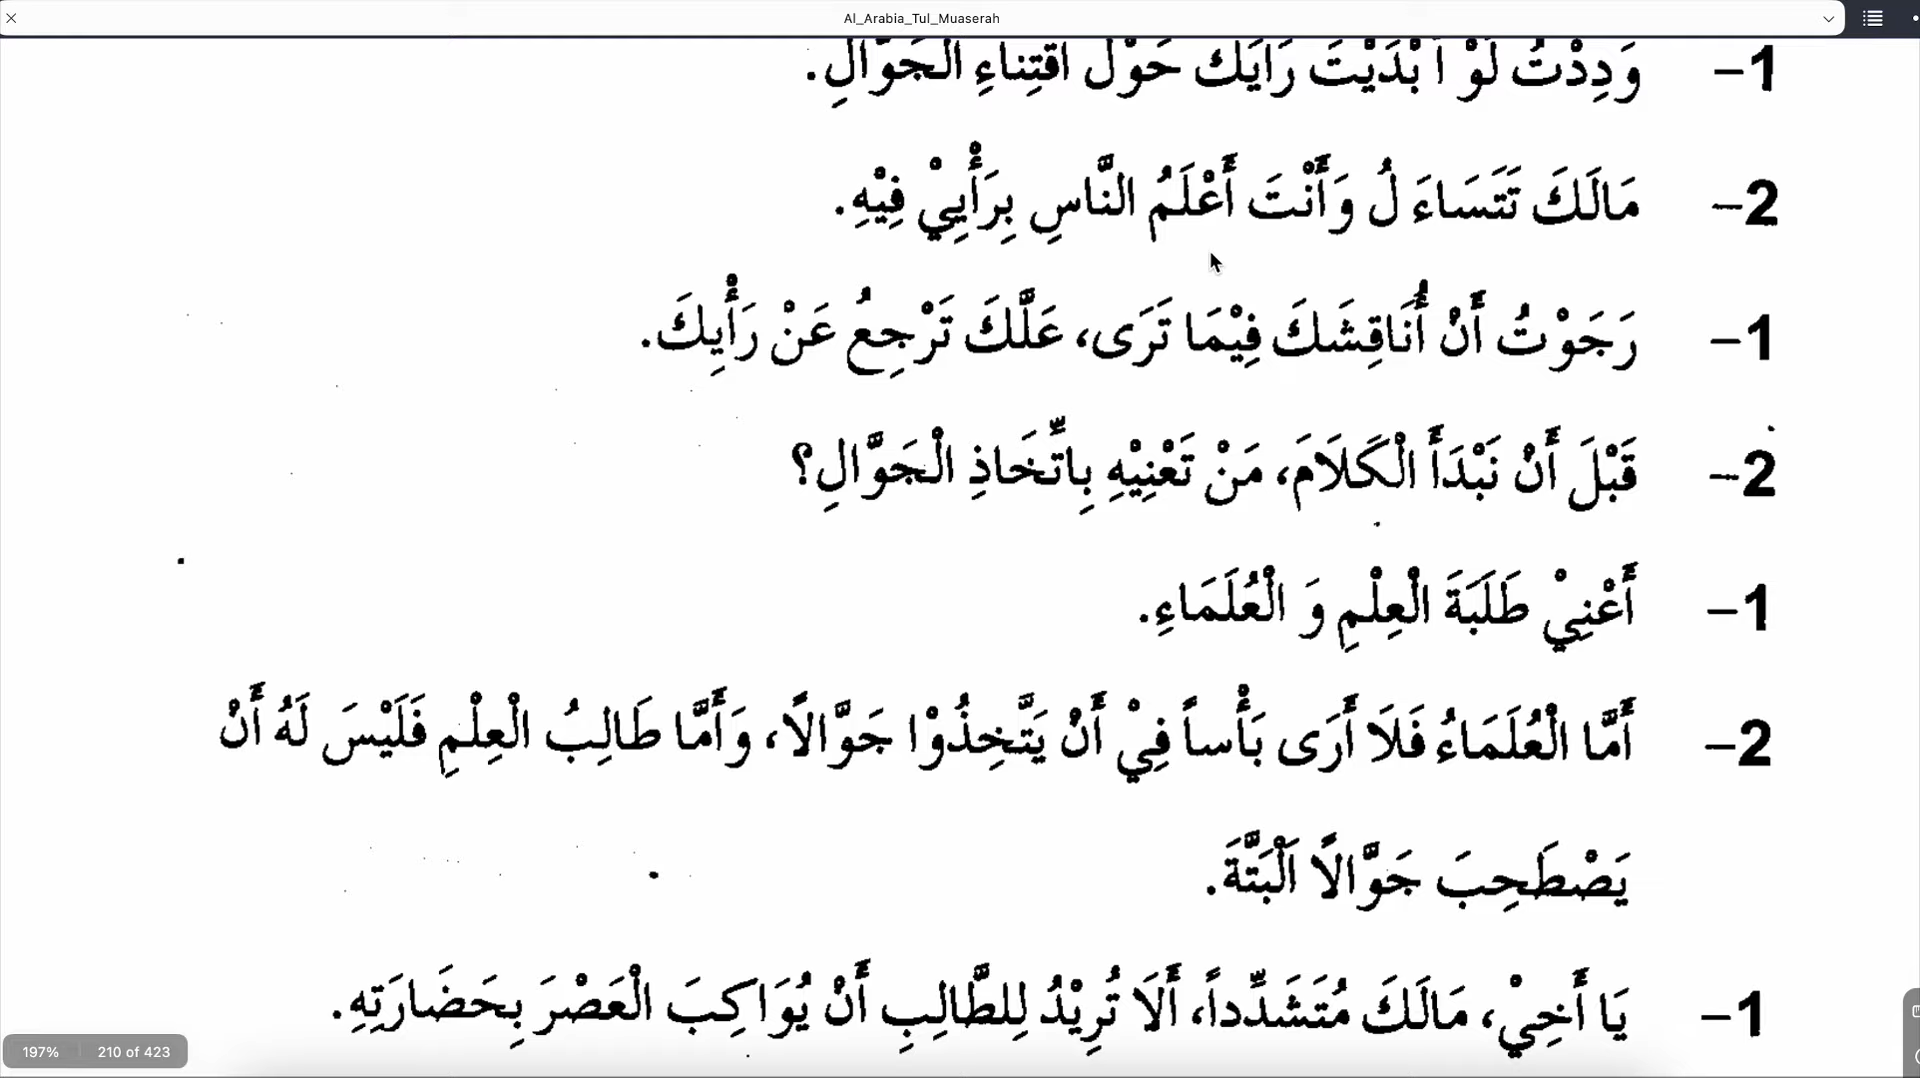 Al_Arabia_Tul_Muaserah
1– وَدِدْتُ لَوْ أَبْدَيْتَ رَأيَكَ حَوْلَ اقْتِنَاءِ الْجَوَّالِ.
2– مَالَكَ تَتَسَاءَ لُ وَأَنْتَ أَعْلَمُ النَّاسِ بِرَأْيِيْ فِيْهِ.
1– رَجَوْتُ أَنْ أُنَاقِشَكَ فِيْمَا تَرَى، عَلَّكَ تَرْجِعُ عَنْ رَأْيِكَ.
2– قَبْلَ أَنْ نَبْدَأَ الْكَلاَمَ، مَنْ تَعْنِيْهِ بِاتِّخَاذِ الْجَوَّالِ؟
1– أَعْنِيْ طَلَبَةَ الْعِلْمِ وَ الْعُلَمَاءِ.
2– أَمَّا الْعُلَمَاءُ فَلَا أَرَى بَأْساً فِيْ أَنْ يَتَّخِذُوْا جَوَّالاً، وَأَمَّا طَالِبُ الْعِلْمِ فَلَيْسَ لَهُ أَنْ
يَصْطَحِبَ جَوَّالاً اَلْبَتَّةَ.
1– يَا أَخِيْ، مَالَكَ مُتَشَدِّداً، أَلَا تُرِيْدُ لِلطَّالِبِ أَنْ يُوَاكِبَ الْعَصْرَ بِحَضَارَتِهِ.
197% 210 of 423